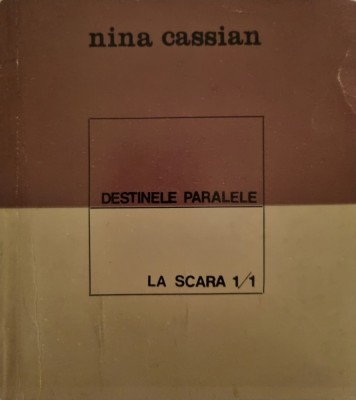 nina cassian
DESTINELE PARALELE
LA SCARA 1/1